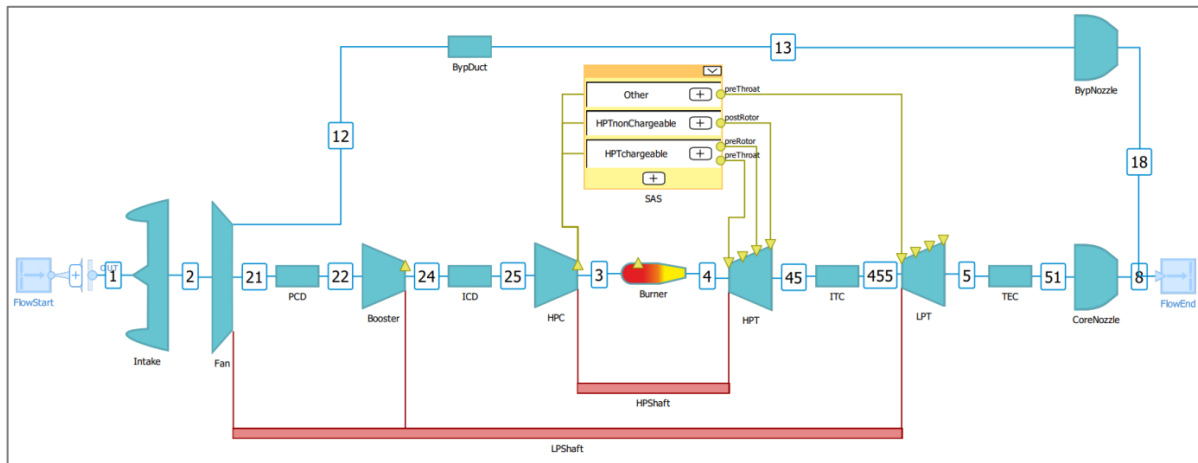 13
BypDuct
BypNozzle
Other
preThroat
HPTnonChargeable
postRotor
HPTchargeable
preRotor
preThroat
SAS
12
18
FlowStart
OUT
1
Intake
2
Fan
21
PCD
22
Booster
24
ICD
25
HPC
3
Burner
4
HPT
45
ITC
455
LPT
5
TEC
51
CoreNozzle
8
FlowEnd
HPShaft
LPShaft